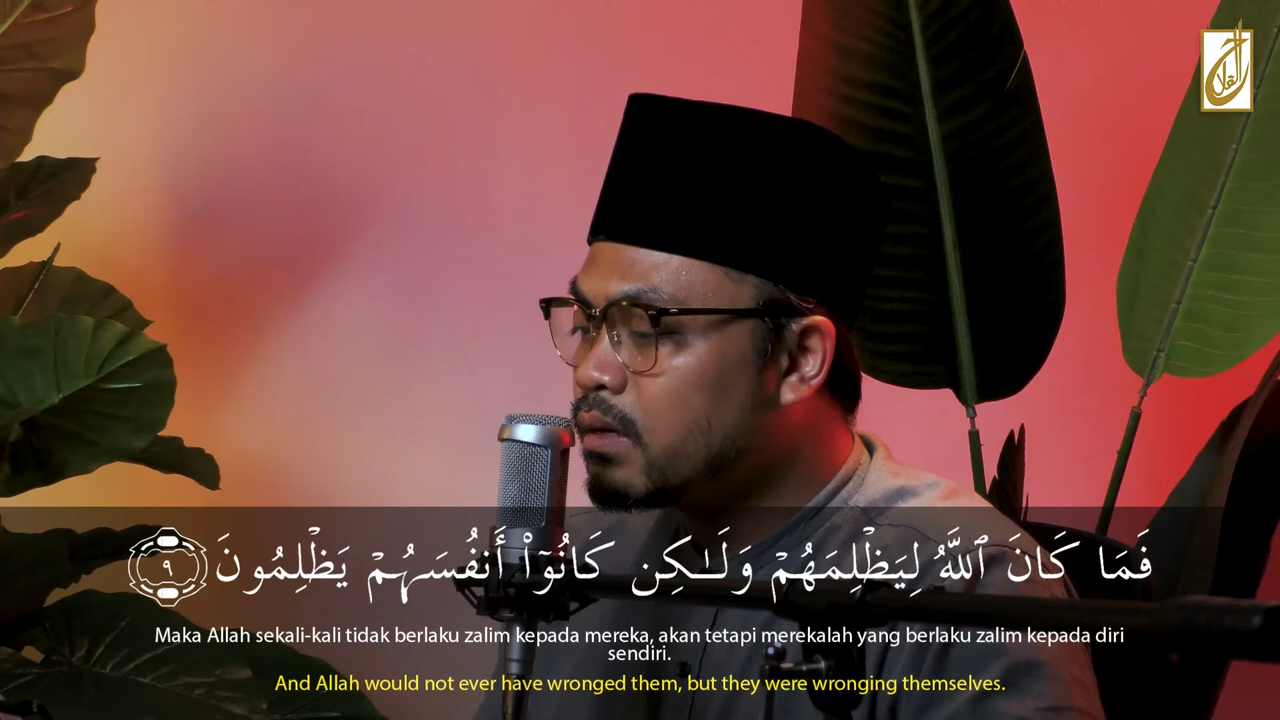 فَمَا كَانَ ٱللَّهُ لِيَظْلِمَهُمْ وَلَـٰكِن كَانُوٓا۟ أَنفُسَهُمْ يَظْلِمُونَ ٩
Maka Allah sekali-kali tidak berlaku zalim kepada mereka, akan tetapi merekalah yang berlaku zalim kepada diri
sendiri.
And Allah would not ever have wronged them, but they were wronging themselves.